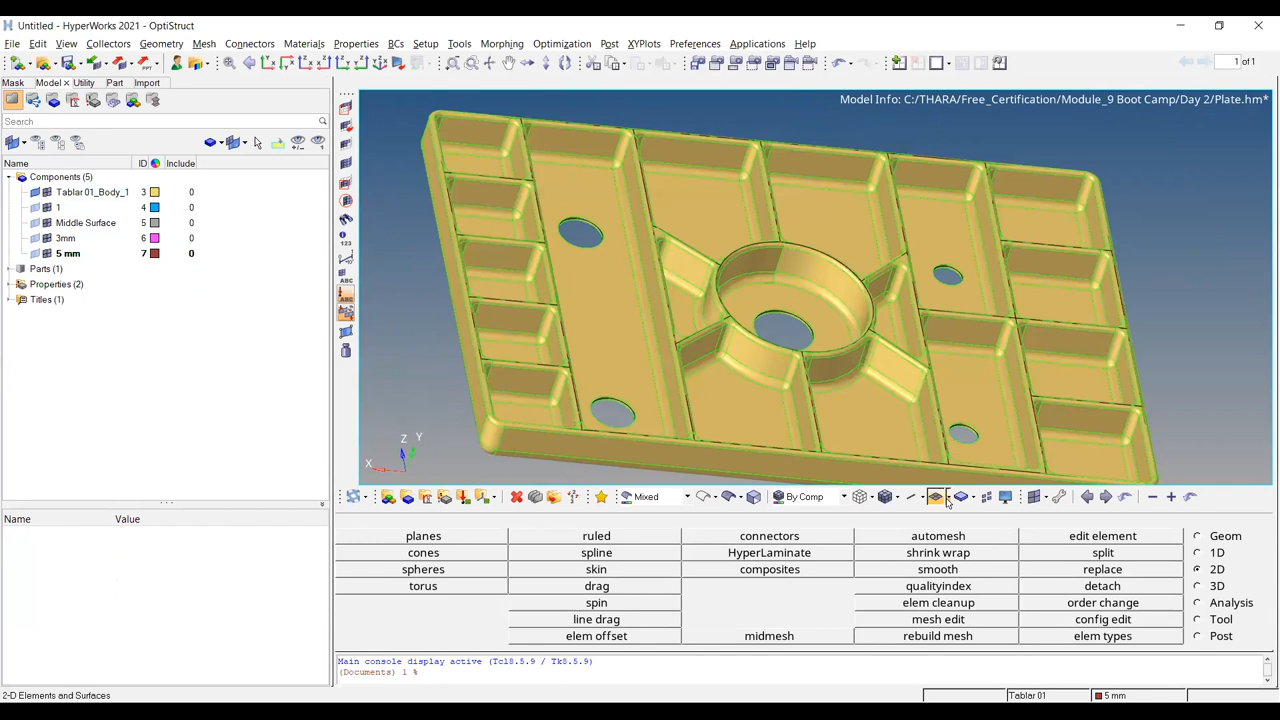 Untitled - HyperWorks 2021 - OptiStruct
File Edit View Collectors Geometry Mesh Connectors Materials Properties BCs Setup Tools Morphing Optimization Post XYPlots Preferences Applications Help
1 of 1
Mask Model Utility Part Import
Model Info: C:/THARA/Free_Certification/Module_9 Boot Camp/Day 2/Plate.hm*
Search
Name ID Include
Components (5)
Tablar 01_Body_1 3 0
1 4 0
Middle Surface 5 0
3mm 6 0
5 mm 7 0
Parts (1)
Properties (2)
Titles (1)
123
ABC
ABC
Z Y
X
Mixed By Comp
Name Value
planes ruled connectors automesh edit element Geom
cones spline HyperLaminate shrink wrap split 1D
spheres skin composites smooth replace 2D
torus drag qualityindex detach 3D
spin elem cleanup order change Analysis
line drag mesh edit config edit Tool
elem offset midmesh rebuild mesh elem types Post
Main console display active (Tcl8.5.9 / Tk8.5.9)
(Documents) 1 %
2-D Elements and Surfaces Tablar 01 5 mm